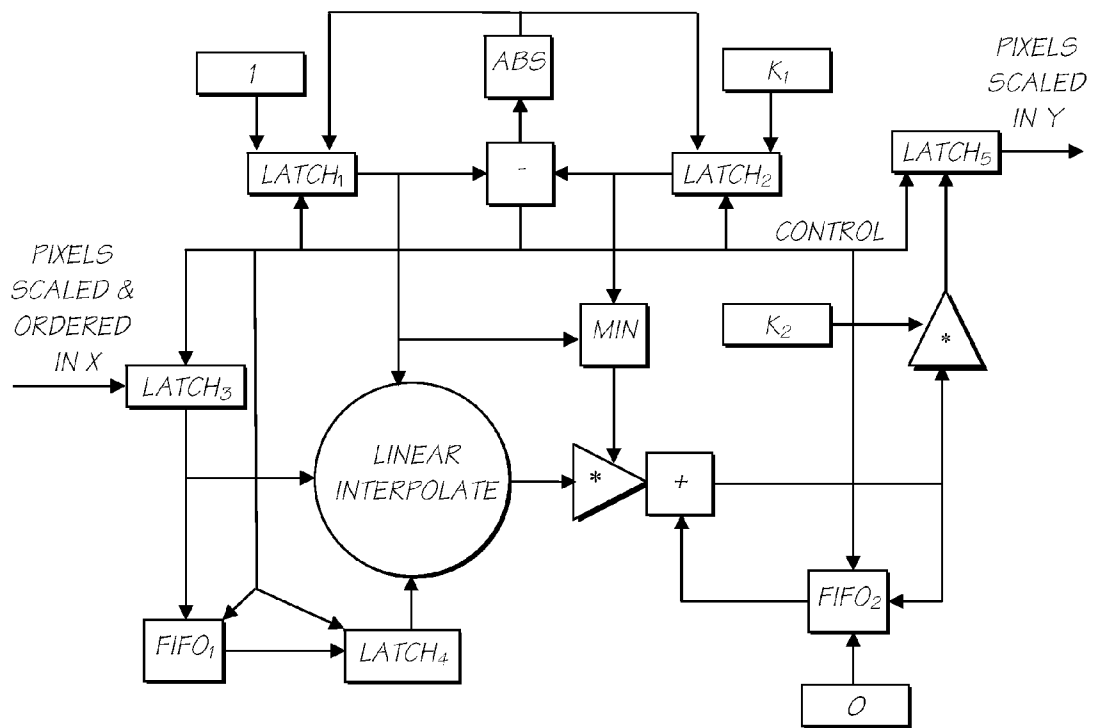 ABS
1
K₁
PIXELS
SCALED
IN Y
LATCH₁
-
LATCH₂
LATCH₅
CONTROL
PIXELS
SCALED &
ORDERED
IN X
MIN
K₂
*
LATCH₃
LINEAR
INTERPOLATE
*
+
FIFO₁
LATCH₄
FIFO₂
0